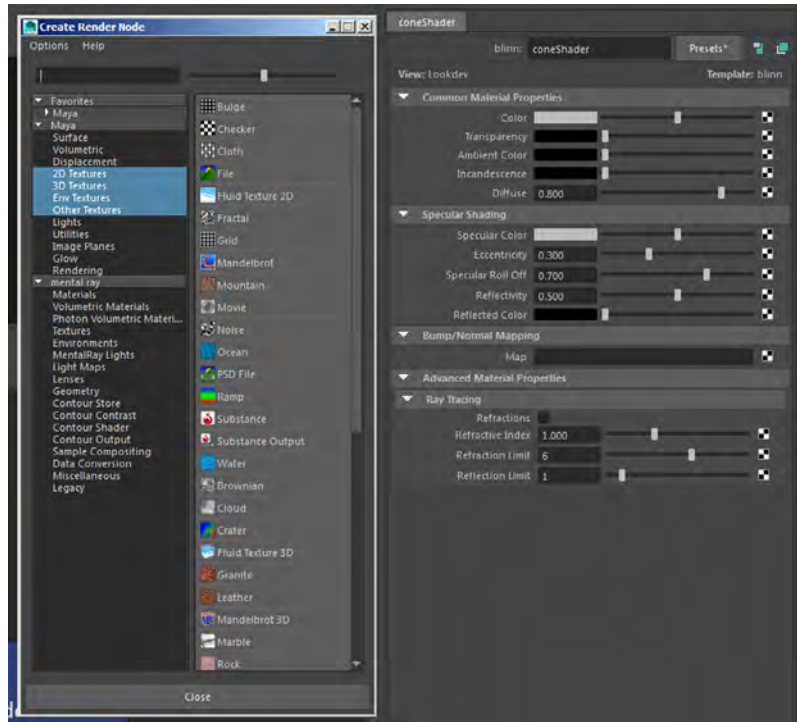 Create Render Node
Options Help
Favorites
Maya
Maya
Surface
Volumetric
Displacement
2D Textures
3D Textures
Env Textures
Other Textures
Lights
Utilities
Image Planes
Glow
Rendering
mental ray
Materials
Volumetric Materials
Photon Volumetric Materi...
Textures
Environments
MentalRay Lights
Light Maps
Lenses
Geometry
Contour Store
Contour Contrast
Contour Shader
Contour Output
Sample Compositing
Data Conversion
Miscellaneous
Legacy
Bulge
Checker
Cloth
File
Fluid Texture 2D
Fractal
Grid
Mandelbrot
Mountain
Movie
Noise
Ocean
PSD File
Ramp
Substance
Substance Output
Water
Brownian
Cloud
Crater
Fluid Texture 3D
Granite
Leather
Mandelbrot 3D
Marble
Rock
Close
coneShader
blinn: coneShader Presets*
View: Lookdev Template: blinn
Common Material Properties
Color
Transparency
Ambient Color
Incandescence
Diffuse 0.800
Specular Shading
Specular Color
Eccentricity 0.300
Specular Roll Off 0.700
Reflectivity 0.500
Reflected Color
Bump/Normal Mapping
Map
Advanced Material Properties
Ray Tracing
Refractions
Refractive Index 1.000
Refraction Limit 6
Reflection Limit 1